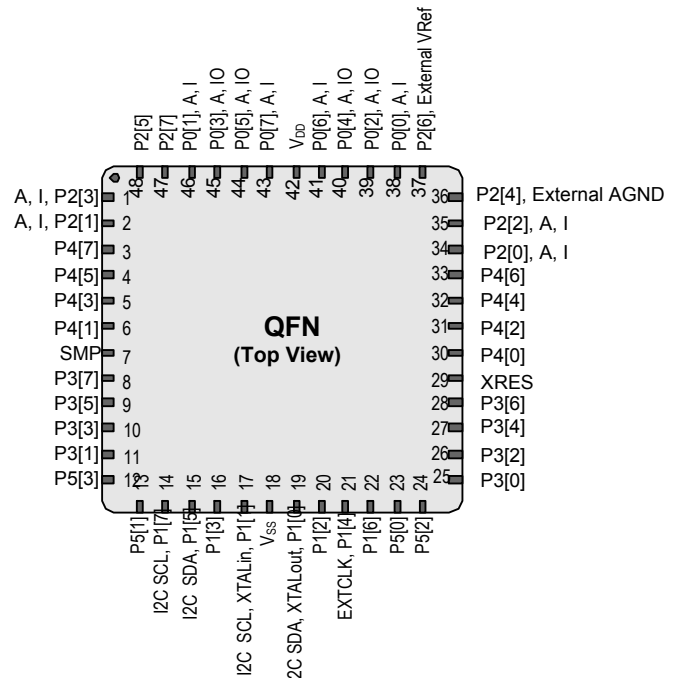 P2[5]
P2[7]
P0[1], A, I
P0[3], A, IO
P0[5], A, IO
P0[7], A, I
VDD
P0[6], A, I
P0[4], A, IO
P0[2], A, IO
P0[0], A, I
P2[6], External VRef
48
47
46
45
44
43
42
41
40
39
38
37
A, I, P2[3] 1
A, I, P2[1] 2
P4[7] 3
P4[5] 4
P4[3] 5
P4[1] 6
SMP 7
P3[7] 8
P3[5] 9
P3[3] 10
P3[1] 11
P5[3] 12
QFN
(Top View)
36 P2[4], External AGND
35 P2[2], A, I
34 P2[0], A, I
33 P4[6]
32 P4[4]
31 P4[2]
30 P4[0]
29 XRES
28 P3[6]
27 P3[4]
26 P3[2]
25 P3[0]
13
14
15
16
17
18
19
20
21
22
23
24
P5[1]
I2C SCL, P1[7]
I2C SDA, P1[5]
P1[3]
I2C SCL, XTALin, P1[1]
Vss
2C SDA, XTALout, P1[0]
P1[2]
EXTCLK, P1[4]
P1[6]
P5[0]
P5[2]